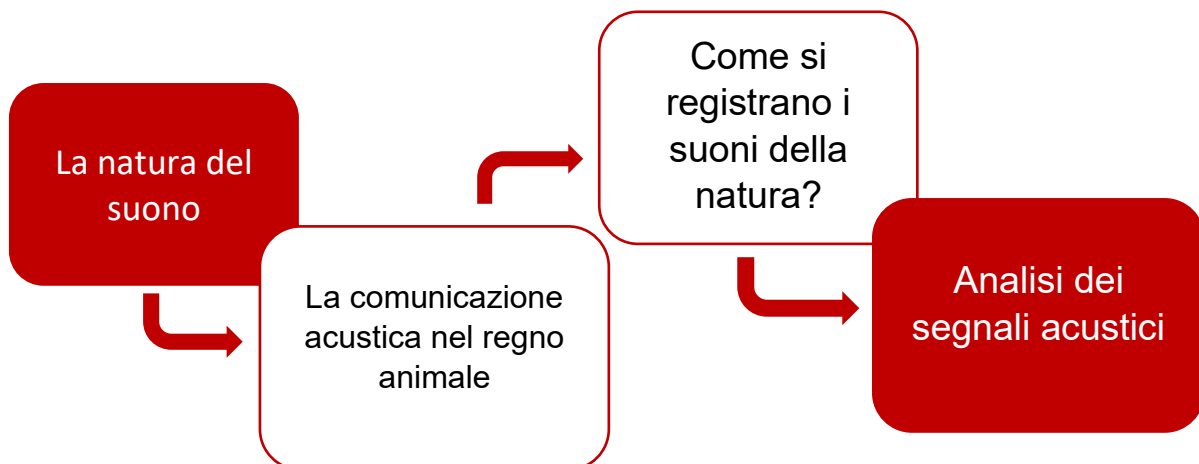 La natura del
suono
La comunicazione
acustica nel regno
animale
Come si
registrano i
suoni della
natura?
Analisi dei
segnali acustici